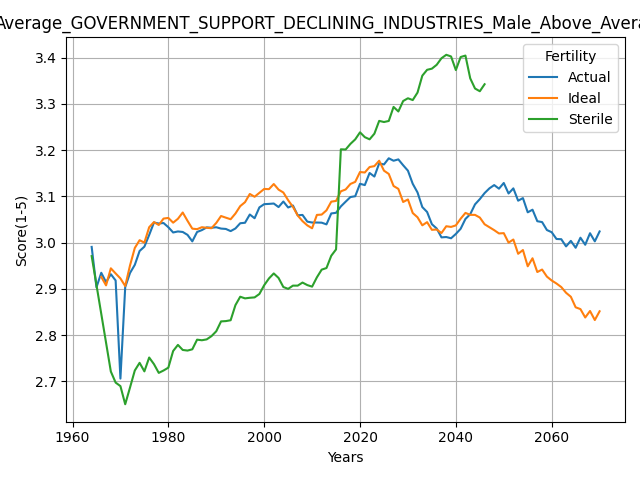 Average_GOVERNMENT_SUPPORT_DECLINING_INDUSTRIES_Male_Above_Avera
Fertility
Actual
Ideal
Sterile
Score(1-5)
3.4
3.3
3.2
3.1
3.0
2.9
2.8
2.7
1960 1980 2000 2020 2040 2060
Years